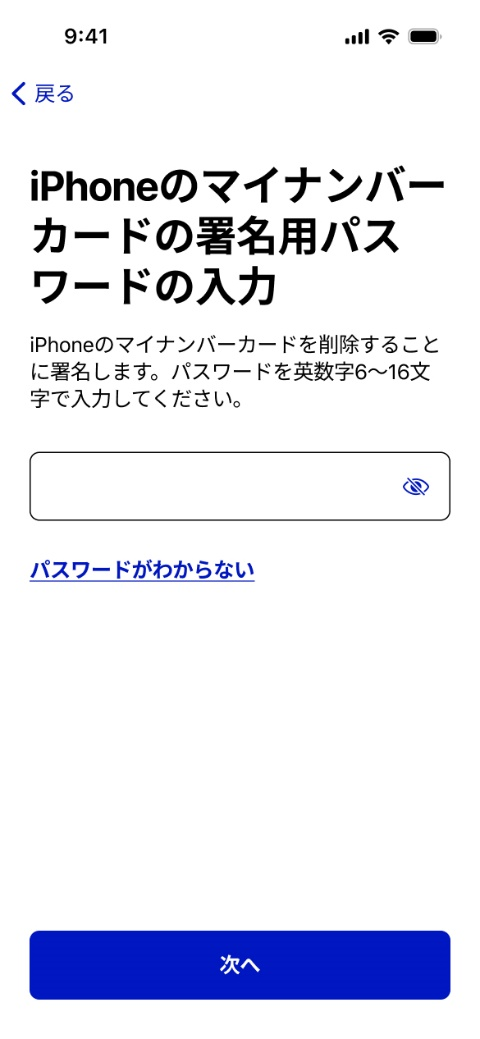 9:41
戻る
iPhoneのマイナンバー
カードの署名用パス
ワードの入力
iPhoneのマイナンバーカードを削除すること
に署名します。パスワードを英数字6〜16文
字で入力してください。
パスワードがわからない
次へ